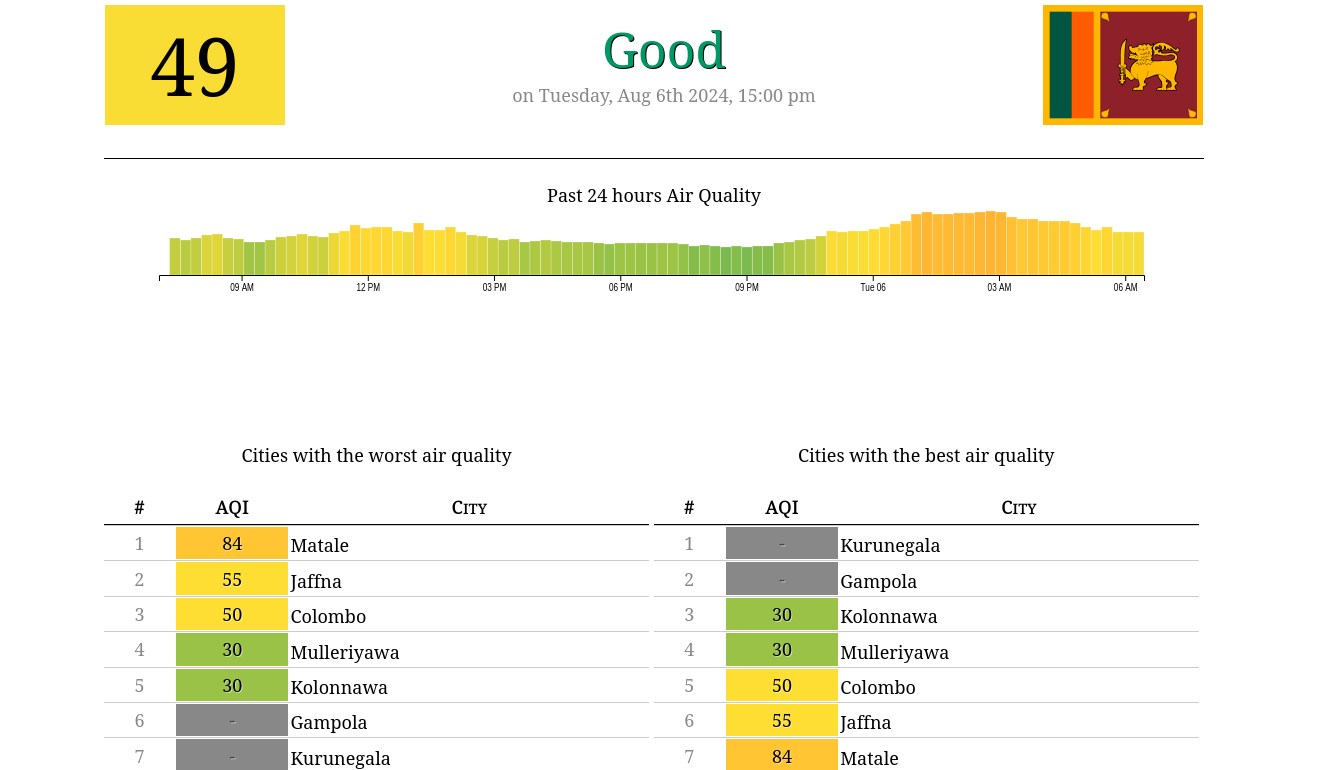 49
Good
on Tuesday, Aug 6th 2024, 15:00 pm
Past 24 hours Air Quality
09 AM 12 PM 03 PM 06 PM 09 PM Tue 06 03 AM 06 AM
Cities with the worst air quality
# AQI City
1 84 Matale
2 55 Jaffna
3 50 Colombo
4 30 Mulleriyawa
5 30 Kolonnawa
6 - Gampola
7 - Kurunegala
Cities with the best air quality
# AQI City
1 - Kurunegala
2 - Gampola
3 30 Kolonnawa
4 30 Mulleriyawa
5 50 Colombo
6 55 Jaffna
7 84 Matale